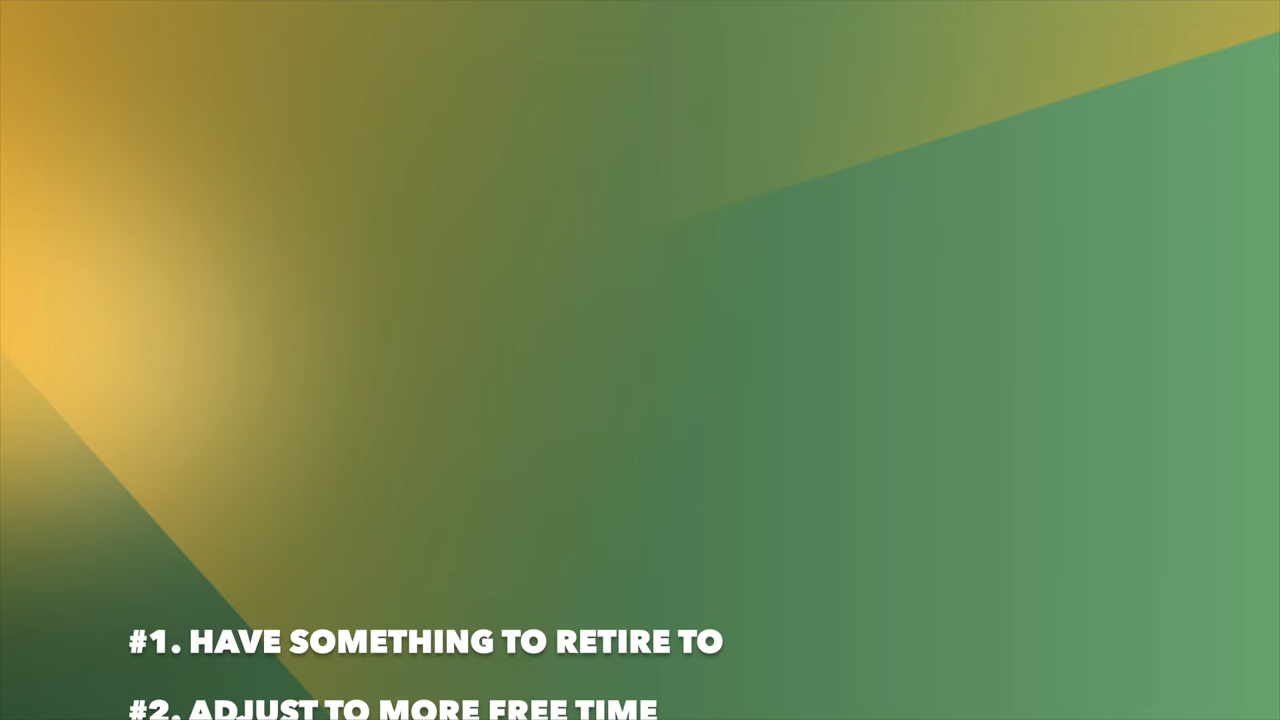 #1. HAVE SOMETHING TO RETIRE TO
#2. ADJUST TO MORE FREE TIME